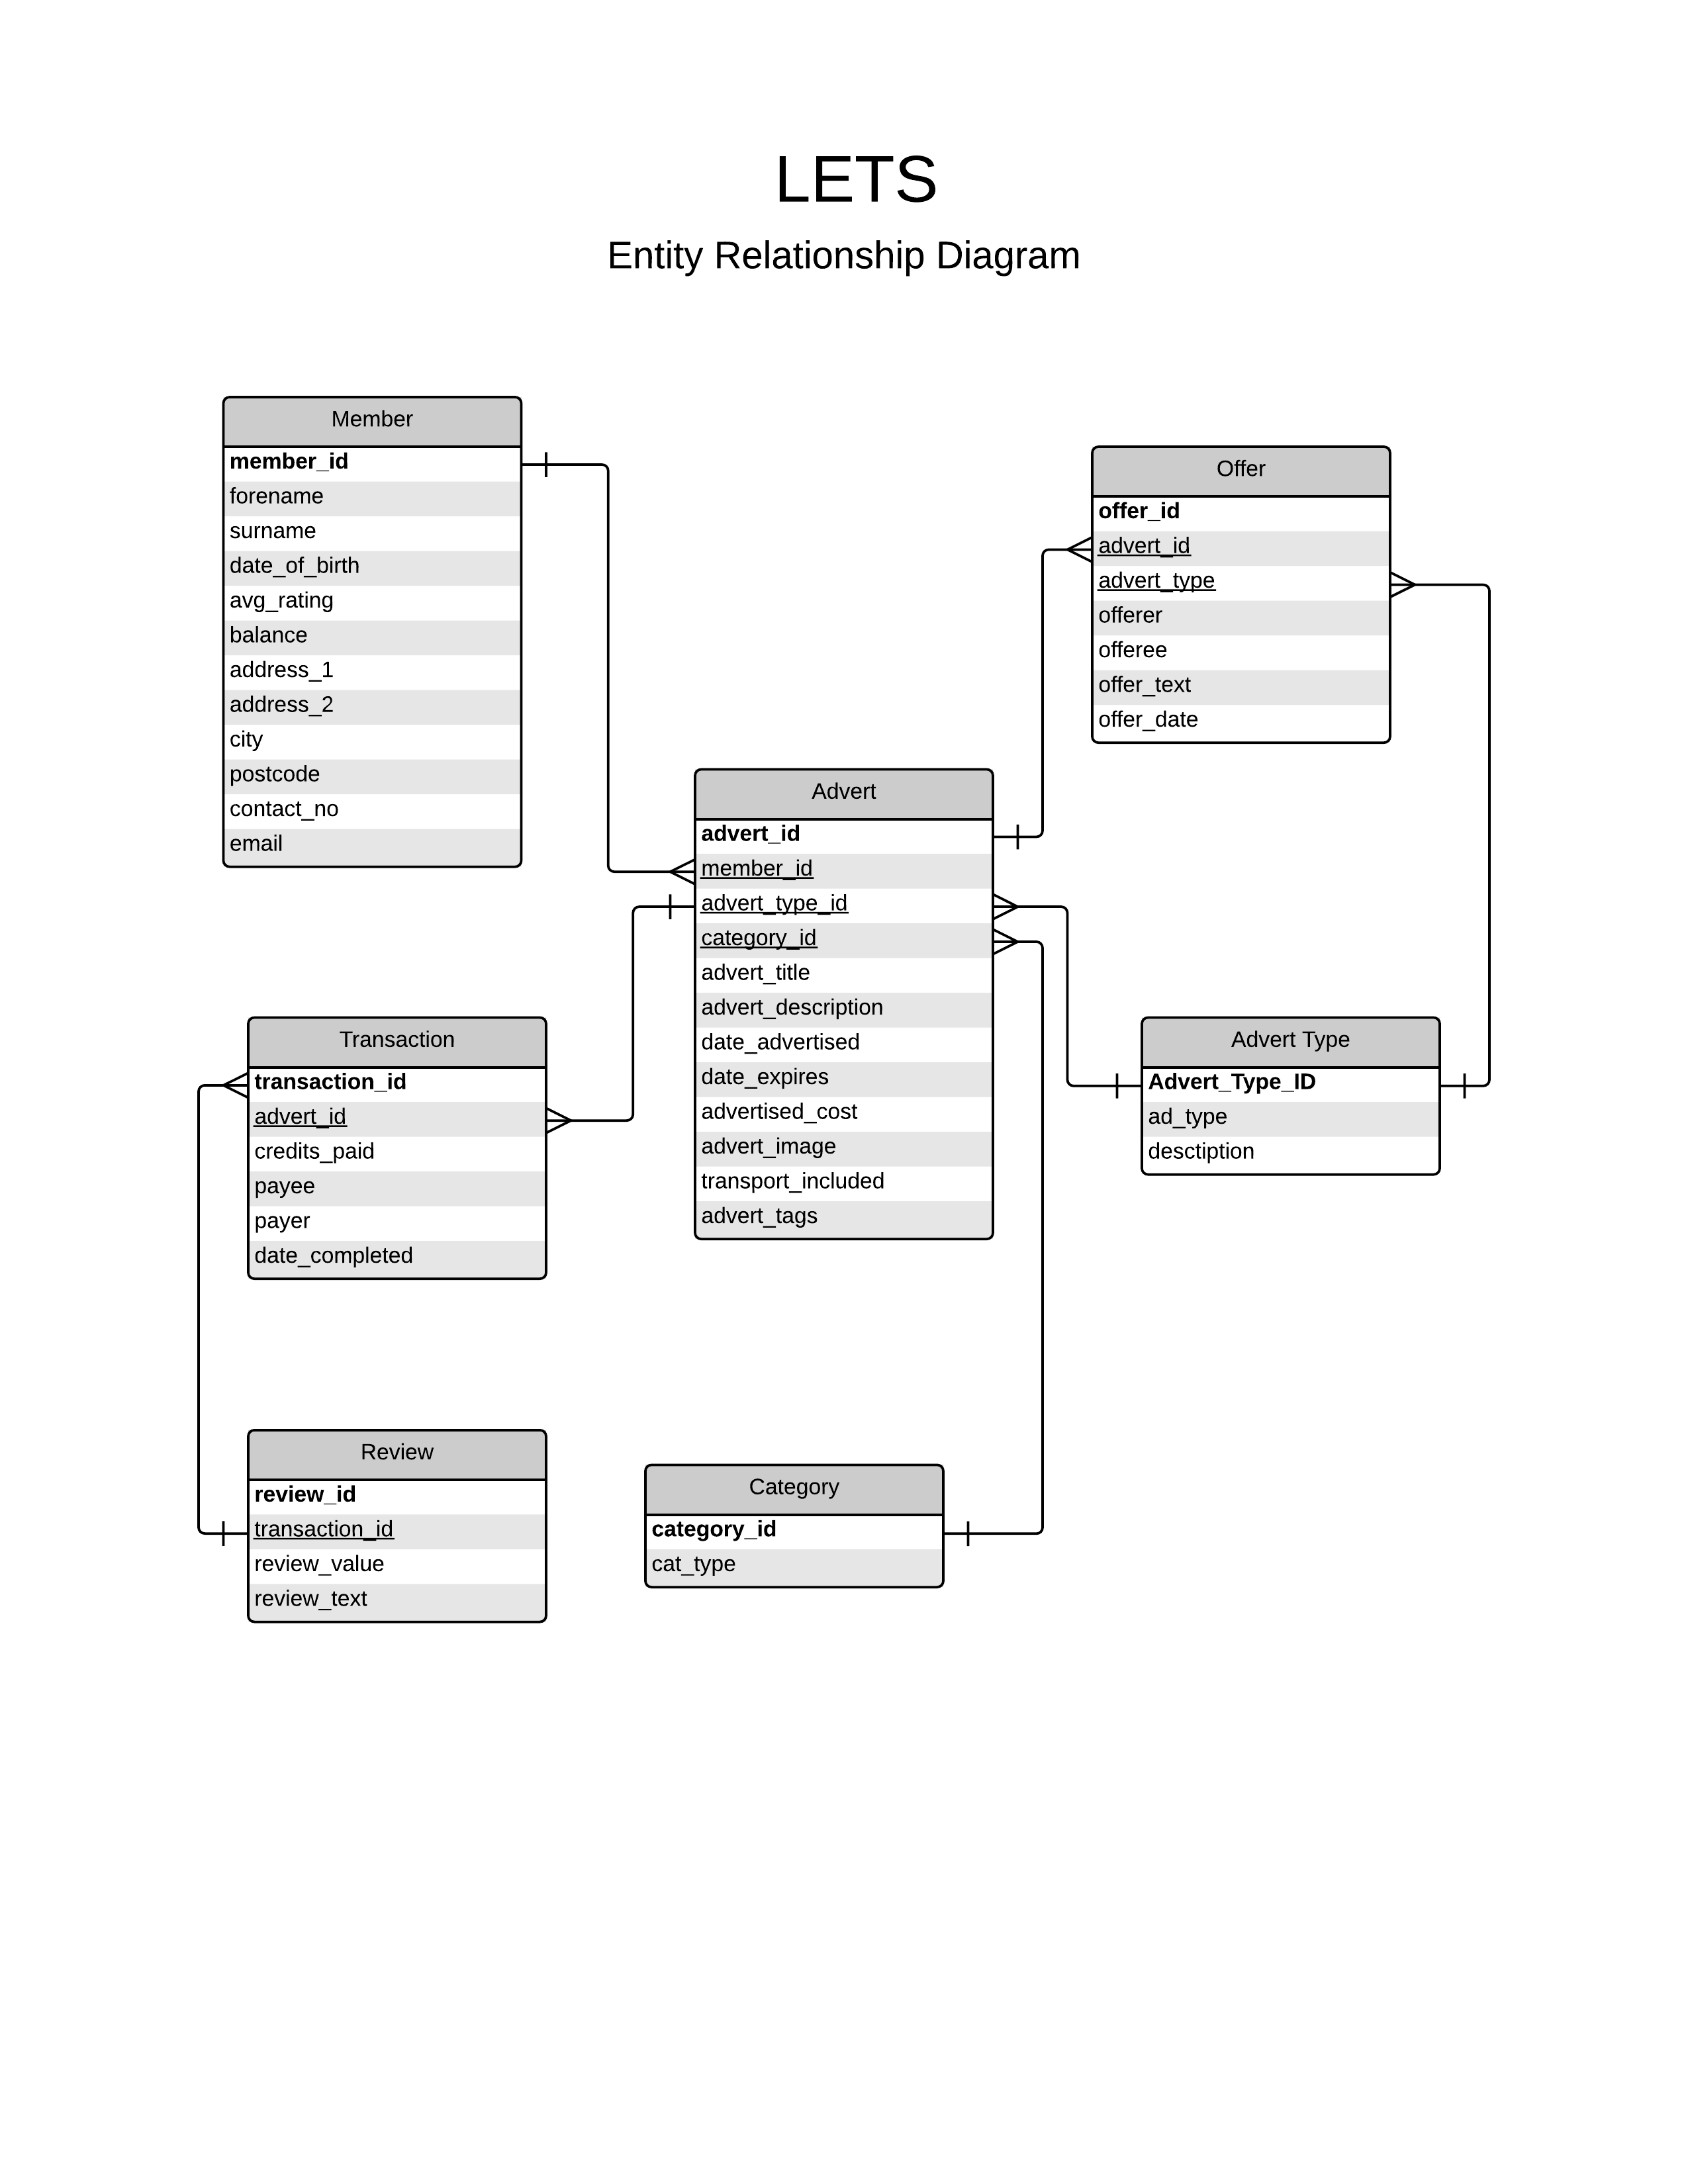 LETS
Entity Relationship Diagram
Member
member_id
forename
surname
date_of_birth
avg_rating
balance
address_1
address_2
city
postcode
contact_no
email
Offer
offer_id
advert_id
advert_type
offerer
offeree
offer_text
offer_date
Advert
advert_id
member_id
advert_type_id
category_id
advert_title
advert_description
date_advertised
date_expires
advertised_cost
advert_image
transport_included
advert_tags
Transaction
transaction_id
advert_id
credits_paid
payee
payer
date_completed
Advert Type
Advert_Type_ID
ad_type
desctiption
Review
review_id
transaction_id
review_value
review_text
Category
category_id
cat_type